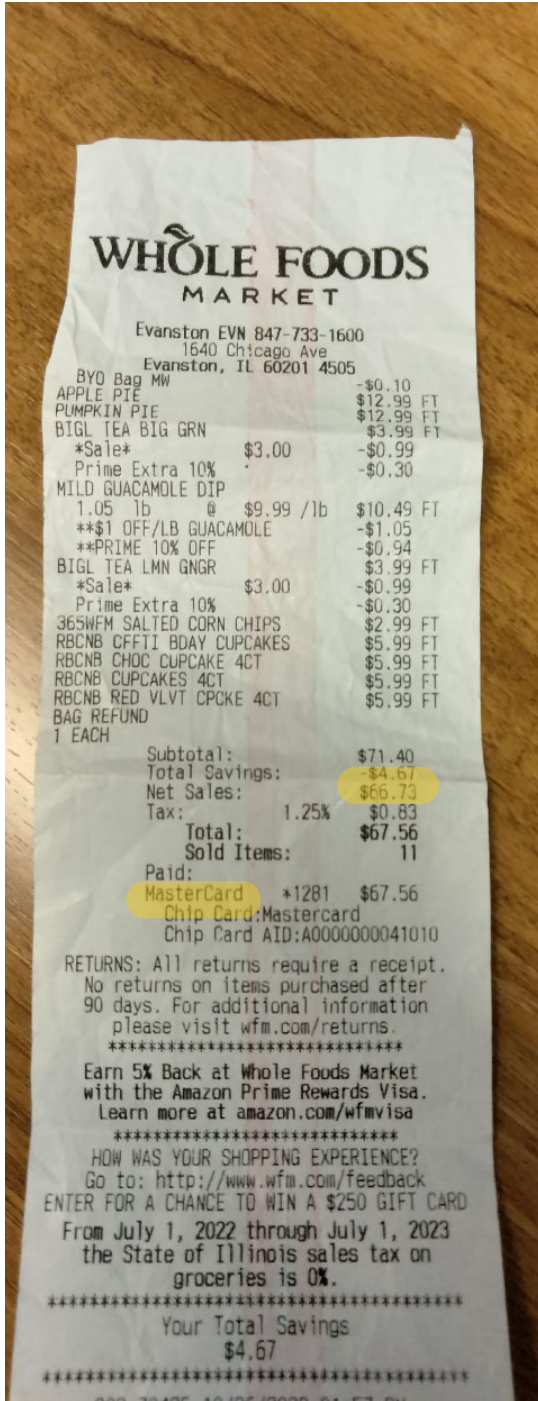 WHOLE FOODS
MARKET
Evanston EVN 847-733-1600
1640 Chicago Ave
Evanston, IL 60201 4505
BYO Bag MW -$0.10
APPLE PIE $12.99 FT
PUMPKIN PIE $12.99 FT
BIGL TEA BIG GRN $3.99 FT
*Sale* $3.00 -$0.99
Prime Extra 10% -$0.30
MILD GUACAMOLE DIP
1.05 lb @ $9.99 /lb $10.49 FT
**$1 OFF/LB GUACAMOLE -$1.05
**PRIME 10% OFF -$0.94
BIGL TEA LMN GNGR $3.99 FT
*Sale* $3.00 -$0.99
Prime Extra 10% -$0.30
365WFM SALTED CORN CHIPS $2.99 FT
RBCNB CFFTI BDAY CUPCAKES $5.99 FT
RBCNB CHOC CUPCAKE 4CT $5.99 FT
RBCNB CUPCAKES 4CT $5.99 FT
RBCNB RED VLVT CPCKE 4CT $5.99 FT
BAG REFUND
1 EACH
Subtotal: $71.40
Total Savings: -$4.67
Net Sales: $66.73
Tax: 1.25% $0.83
Total: $67.56
Sold Items: 11
Paid:
MasterCard *1281 $67.56
Chip Card:Mastercard
Chip Card AID:A0000000041010
RETURNS: All returns require a receipt.
No returns on items purchased after
90 days. For additional information
please visit wfm.com/returns.
******************************
Earn 5% Back at Whole Foods Market
with the Amazon Prime Rewards Visa.
Learn more at amazon.com/wfmvisa
*****************************
HOW WAS YOUR SHOPPING EXPERIENCE?
Go to: http://www.wfm.com/feedback
ENTER FOR A CHANCE TO WIN A $250 GIFT CARD
From July 1, 2022 through July 1, 2023
the State of Illinois sales tax on
groceries is 0%.
******************************************
Your Total Savings
$4.67
******************************************